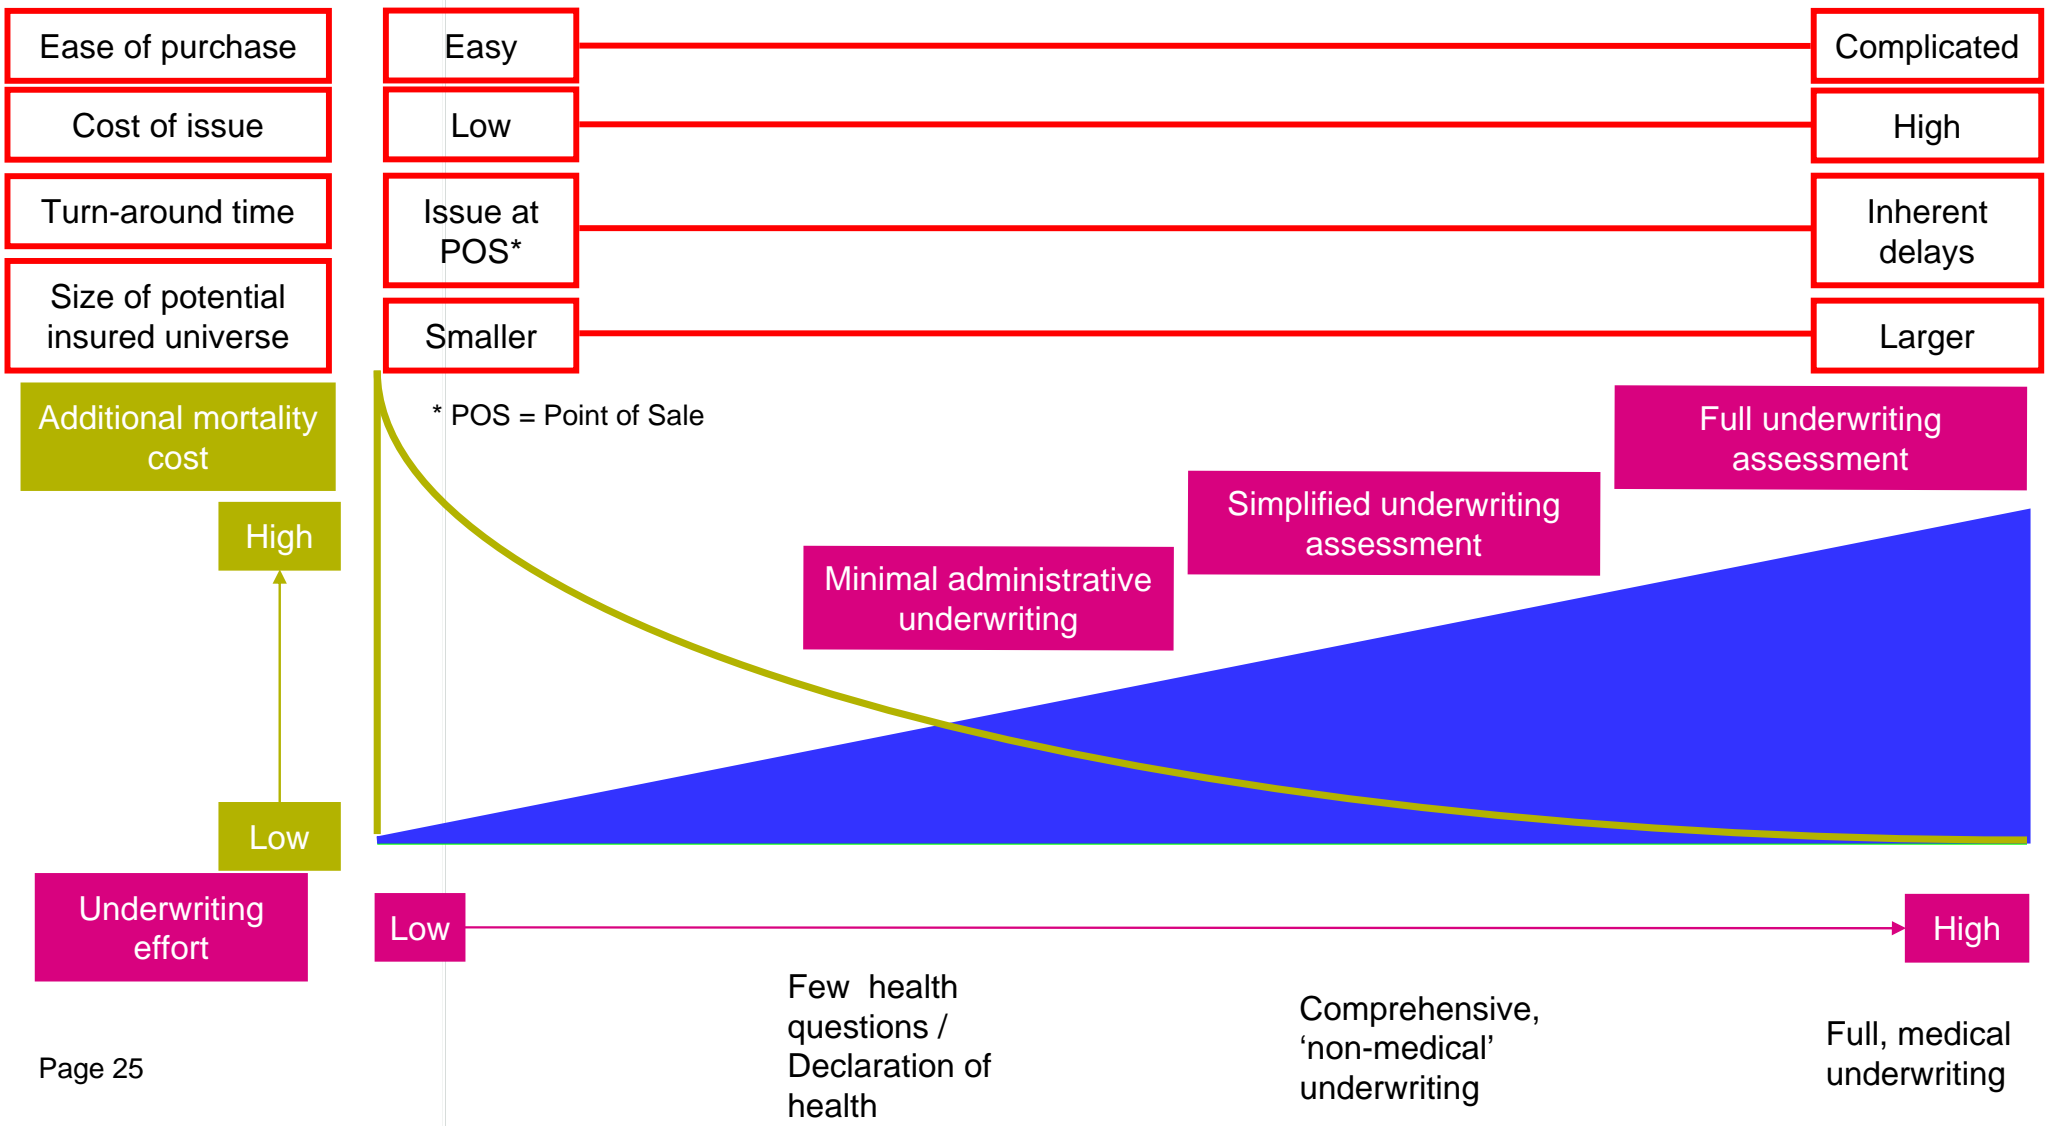 Ease of purchase
Easy
Complicated
Cost of issue
Low
High
Turn-around time
Issue at
POS*
Inherent
delays
Size of potential
insured universe
Smaller
Larger
Additional mortality
cost
* POS = Point of Sale
Full underwriting
assessment
Simplified underwriting
assessment
High
Minimal administrative
underwriting
Low
Underwriting
effort
Low
High
Few  health
questions /
Declaration of
health
Comprehensive,
‘non-medical’
underwriting
Full, medical
underwriting
Page 25